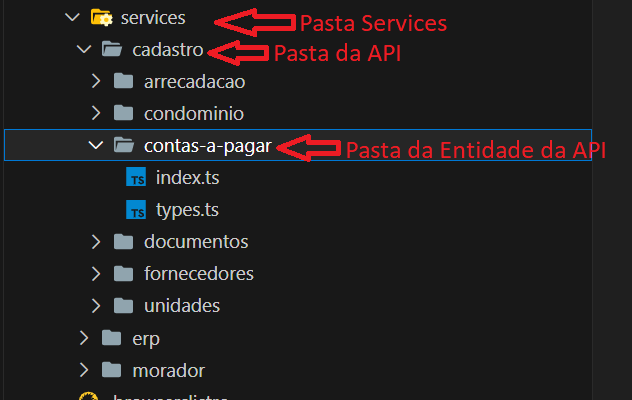 services Pasta Services
cadastro Pasta da API
arrecadacao
condominio
contas-a-pagar Pasta da Entidade da API
TS index.ts
TS types.ts
documentos
fornecedores
unidades
erp
morador